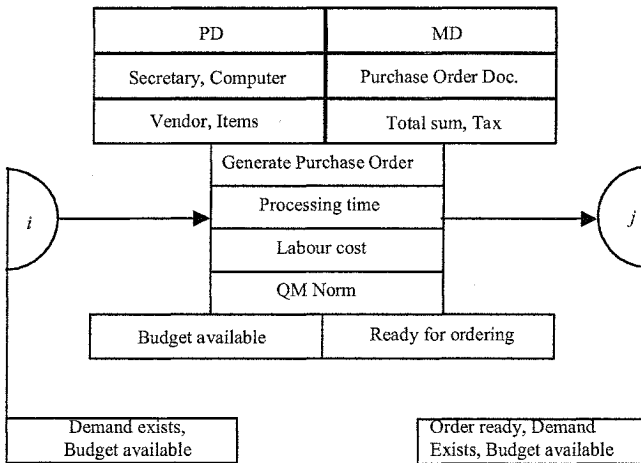 PD
MD
Secretary, Computer
Purchase Order Doc.
Vendor, Items
Total sum, Tax
Generate Purchase Order
i
Processing time
j
Labour cost
QM Norm
Budget available
Ready for ordering
Demand exists,
Budget available
Order ready, Demand
Exists, Budget available